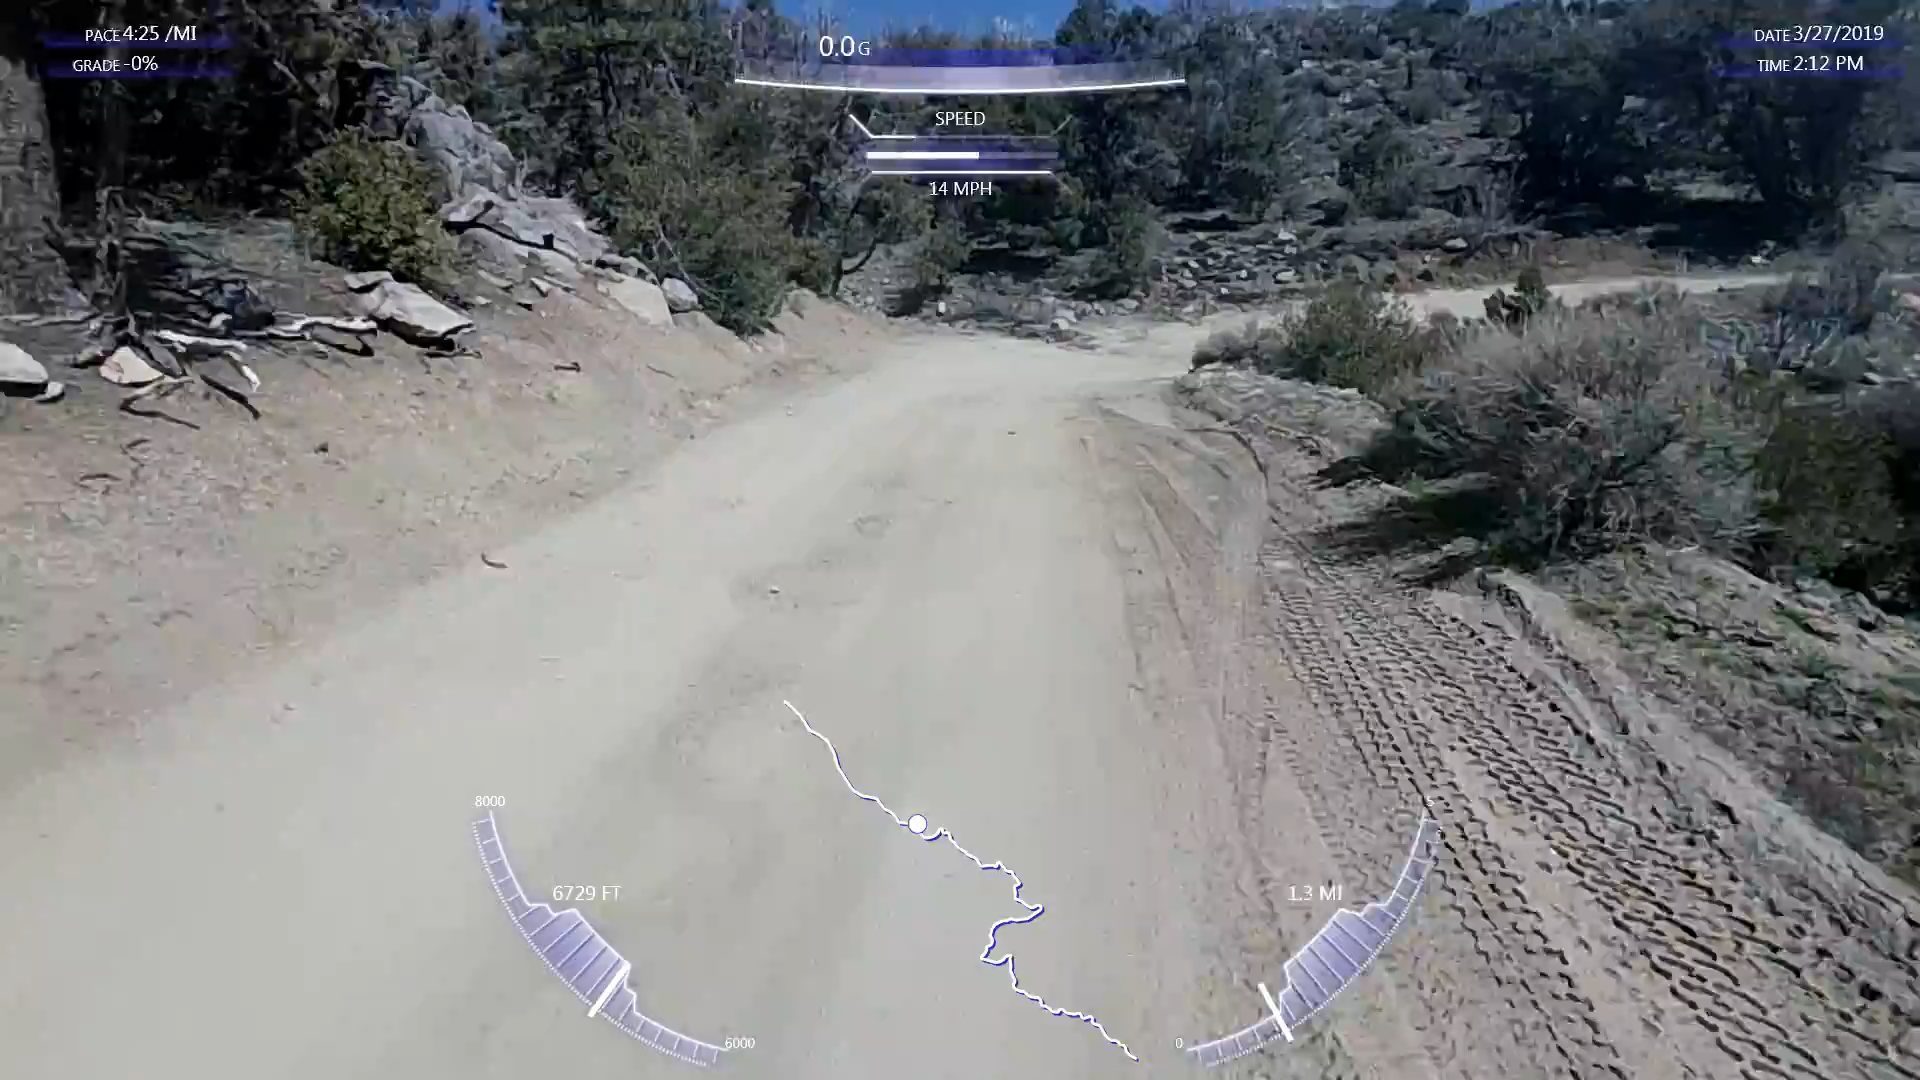 PACE 4:25 /MI
GRADE -0%
0.0 G
SPEED
14 MPH
DATE 3/27/2019
TIME 2:12 PM
8000
6729 FT
6000
5
1.3 MI
0